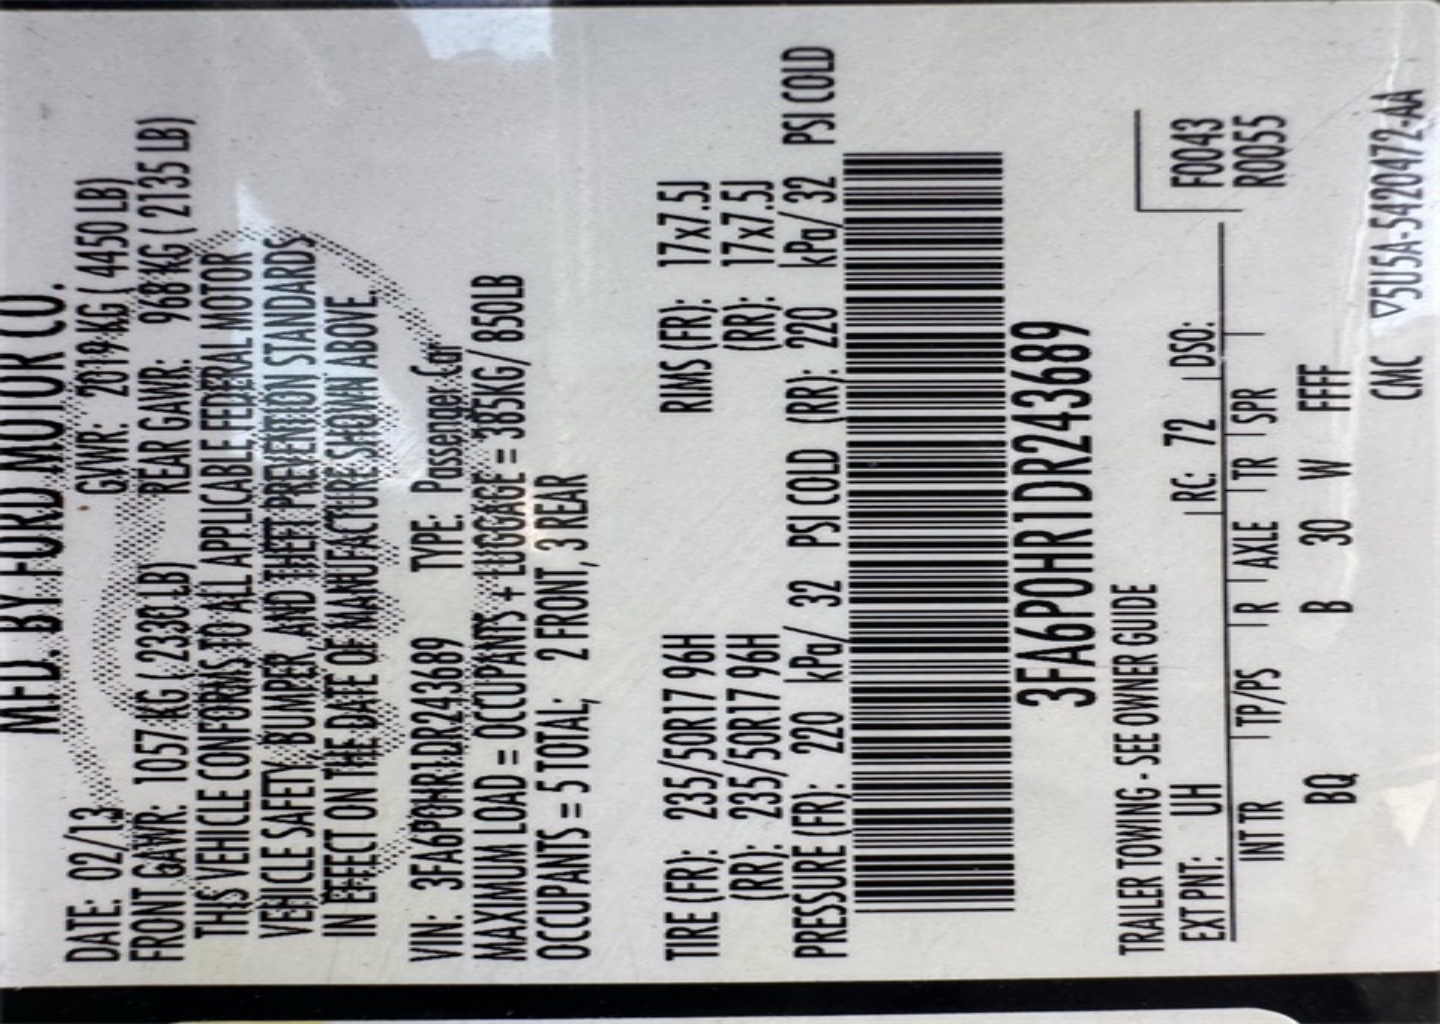 MFD. BY FORD MOTOR CO.
DATE: 02/13 GVWR: 2019 KG ( 4450 LB)
FRONT GAWR: 1057 KG ( 2330 LB) REAR GAWR: 968 KG ( 2135 LB)
THIS VEHICLE CONFORMS TO ALL APPLICABLE FEDERAL MOTOR
VEHICLE SAFETY, BUMPER, AND THEFT PREVENTION STANDARDS
IN EFFECT ON THE DATE OF MANUFACTURE SHOWN ABOVE.
VIN: 3FA6P0HR1DR243689 TYPE: Passenger Car
MAXIMUM LOAD = OCCUPANTS + LUGGAGE = 385KG/ 850LB
OCCUPANTS = 5 TOTAL; 2 FRONT, 3 REAR
TIRE (FR): 235/50R17 96H RIMS (FR): 17x7.5J
(RR): 235/50R17 96H (RR): 17x7.5J
PRESSURE (FR): 220 kPa/ 32 PSI COLD (RR): 220 kPa/ 32 PSI COLD
3FA6P0HR1DR243689
TRAILER TOWING - SEE OWNER GUIDE
EXT PNT: UH RC: 72 DSO: F0043
R0055
INT TR TP/PS R AXLE TR SPR
BQ B 30 W FFFF
CMC ▽5U5A-5420472-AA